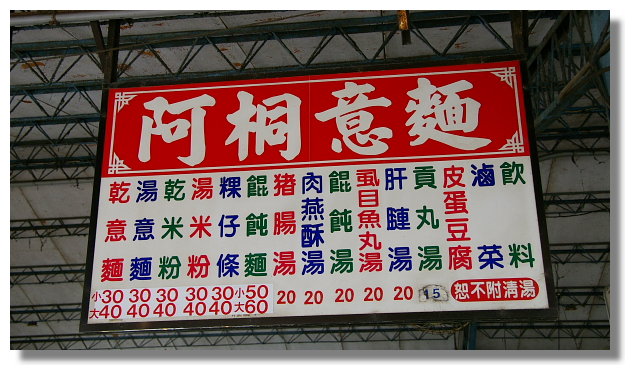 阿桐意麵
乾意麵 小30 大40
湯意麵 30 40
乾米粉 30 40
湯米粉 30 40
粿仔條 30 40
餛飩麵 小50 大60
猪腸湯 20
肉燕酥湯 20
餛飩湯 20
虱目魚丸湯 20
肝湯 20
貢丸湯 15
皮蛋豆腐
滷菜
飲料
恕不附清湯